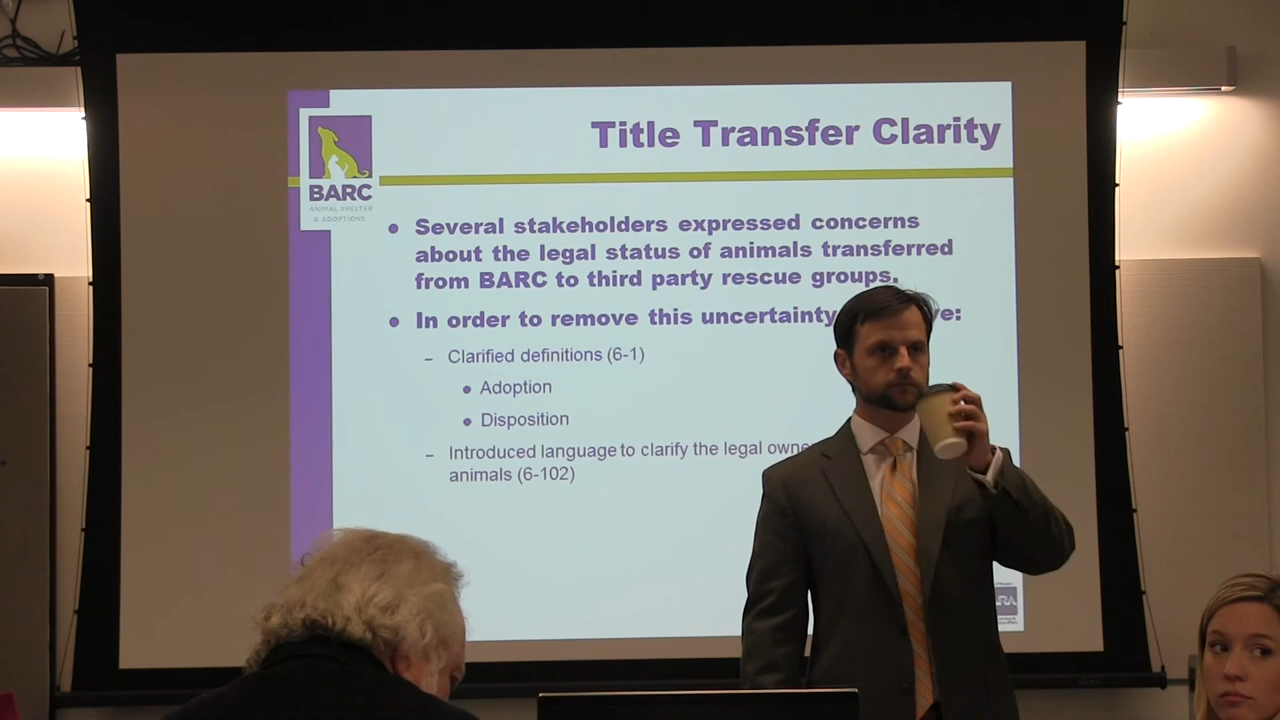 Title Transfer Clarity
BARC
ANIMAL SHELTER
& ADOPTIONS
Several stakeholders expressed concerns
about the legal status of animals transferred
from BARC to third party rescue groups.
In order to remove this uncertainty
Clarified definitions (6-1)
Adoption
Disposition
Introduced language to clarify the legal
animals (6-102)